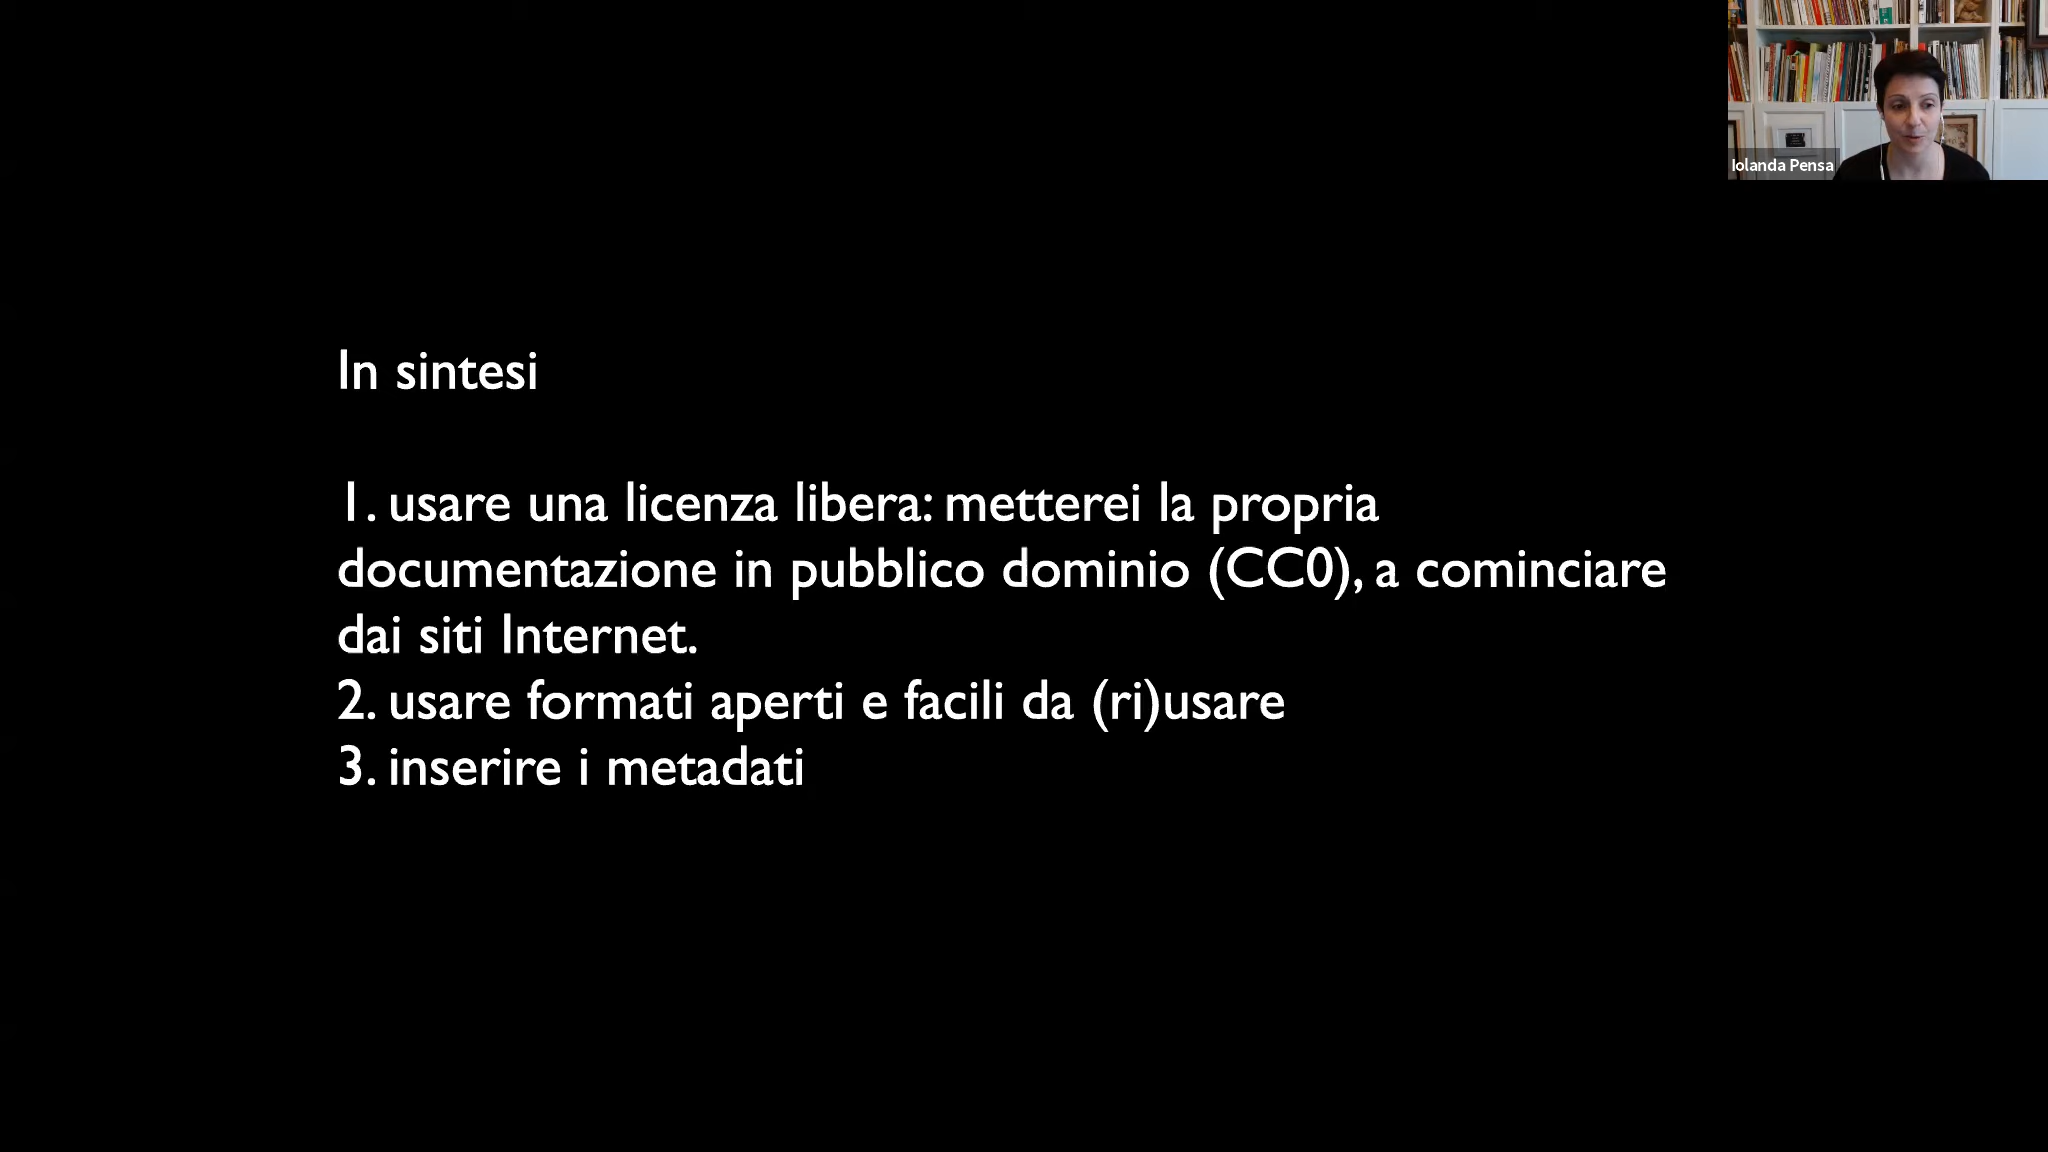 Iolanda Pensa
In sintesi
1. usare una licenza libera: metterei la propria
documentazione in pubblico dominio (CC0), a cominciare
dai siti Internet.
2. usare formati aperti e facili da (ri)usare
3. inserire i metadati